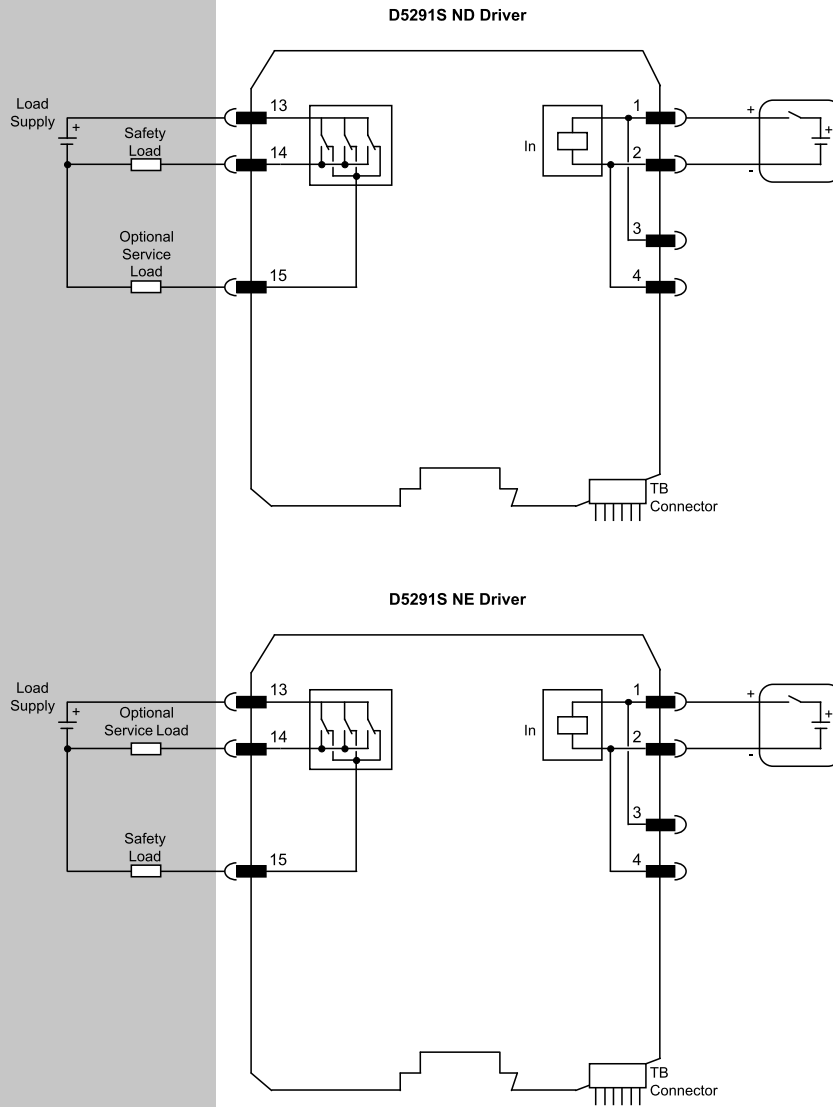 D5291S ND Driver
Load
Supply
+
Safety
Load
Optional
Service
Load
13
14
15
In
1
2
3
4
+
-
+
TB
Connector
D5291S NE Driver
Load
Supply
+
Optional
Service Load
Safety
Load
13
14
15
In
1
2
3
4
+
-
+
TB
Connector